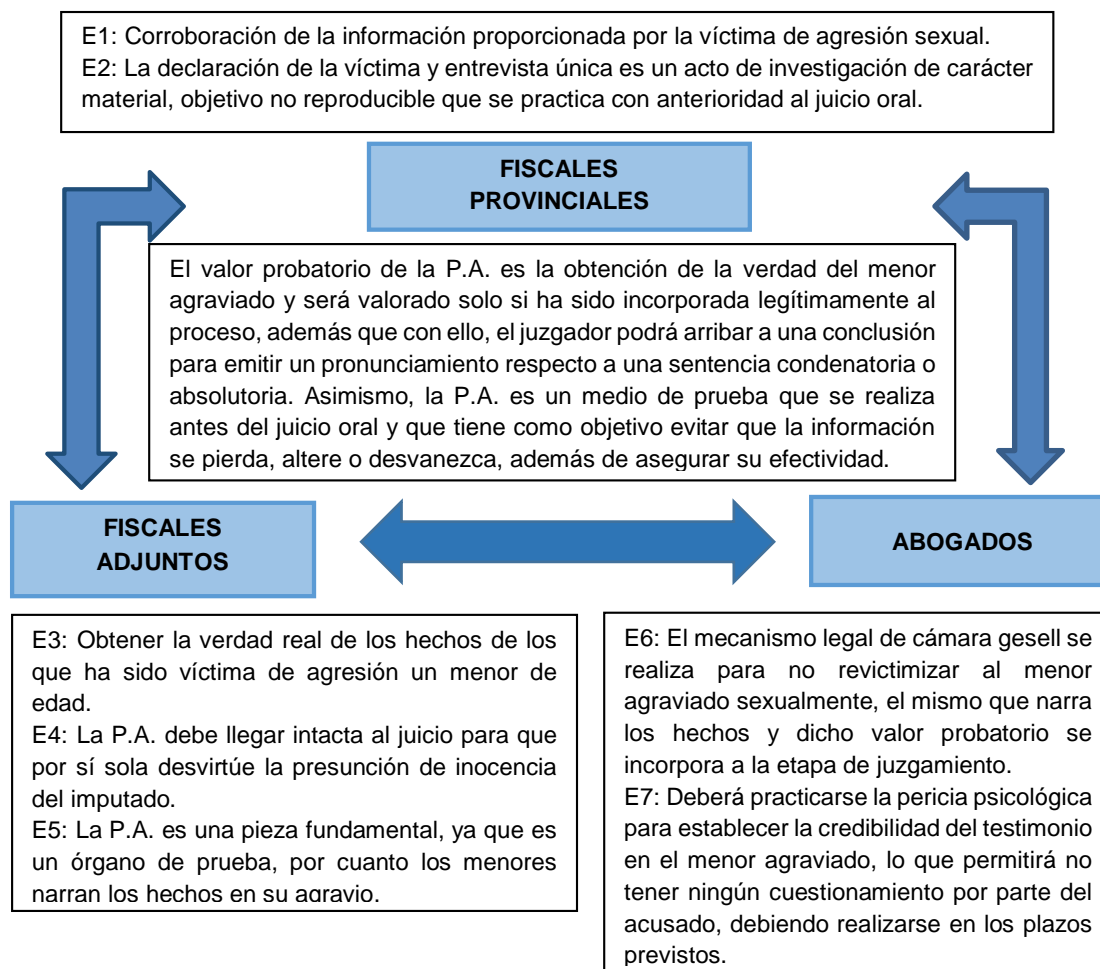 E1: Corroboración de la información proporcionada por la víctima de agresión sexual.
E2: La declaración de la víctima y entrevista única es un acto de investigación de carácter
material, objetivo no reproducible que se practica con anterioridad al juicio oral.
FISCALES
PROVINCIALES
El valor probatorio de la P.A. es la obtención de la verdad del menor
agraviado y será valorado solo si ha sido incorporada legítimamente al
proceso, además que con ello, el juzgador podrá arribar a una conclusión
para emitir un pronunciamiento respecto a una sentencia condenatoria o
absolutoria. Asimismo, la P.A. es un medio de prueba que se realiza
antes del juicio oral y que tiene como objetivo evitar que la información
se pierda, altere o desvanezca, además de asegurar su efectividad.
FISCALES
ADJUNTOS
ABOGADOS
E3: Obtener la verdad real de los hechos de los
que ha sido víctima de agresión un menor de
edad.
E4: La P.A. debe llegar intacta al juicio para que
por sí sola desvirtúe la presunción de inocencia
del imputado.
E5: La P.A. es una pieza fundamental, ya que es
un órgano de prueba, por cuanto los menores
narran los hechos en su agravio.
E6: El mecanismo legal de cámara gesell se
realiza para no revictimizar al menor
agraviado sexualmente, el mismo que narra
los hechos y dicho valor probatorio se
incorpora a la etapa de juzgamiento.
E7: Deberá practicarse la pericia psicológica
para establecer la credibilidad del testimonio
en el menor agraviado, lo que permitirá no
tener ningún cuestionamiento por parte del
acusado, debiendo realizarse en los plazos
previstos.